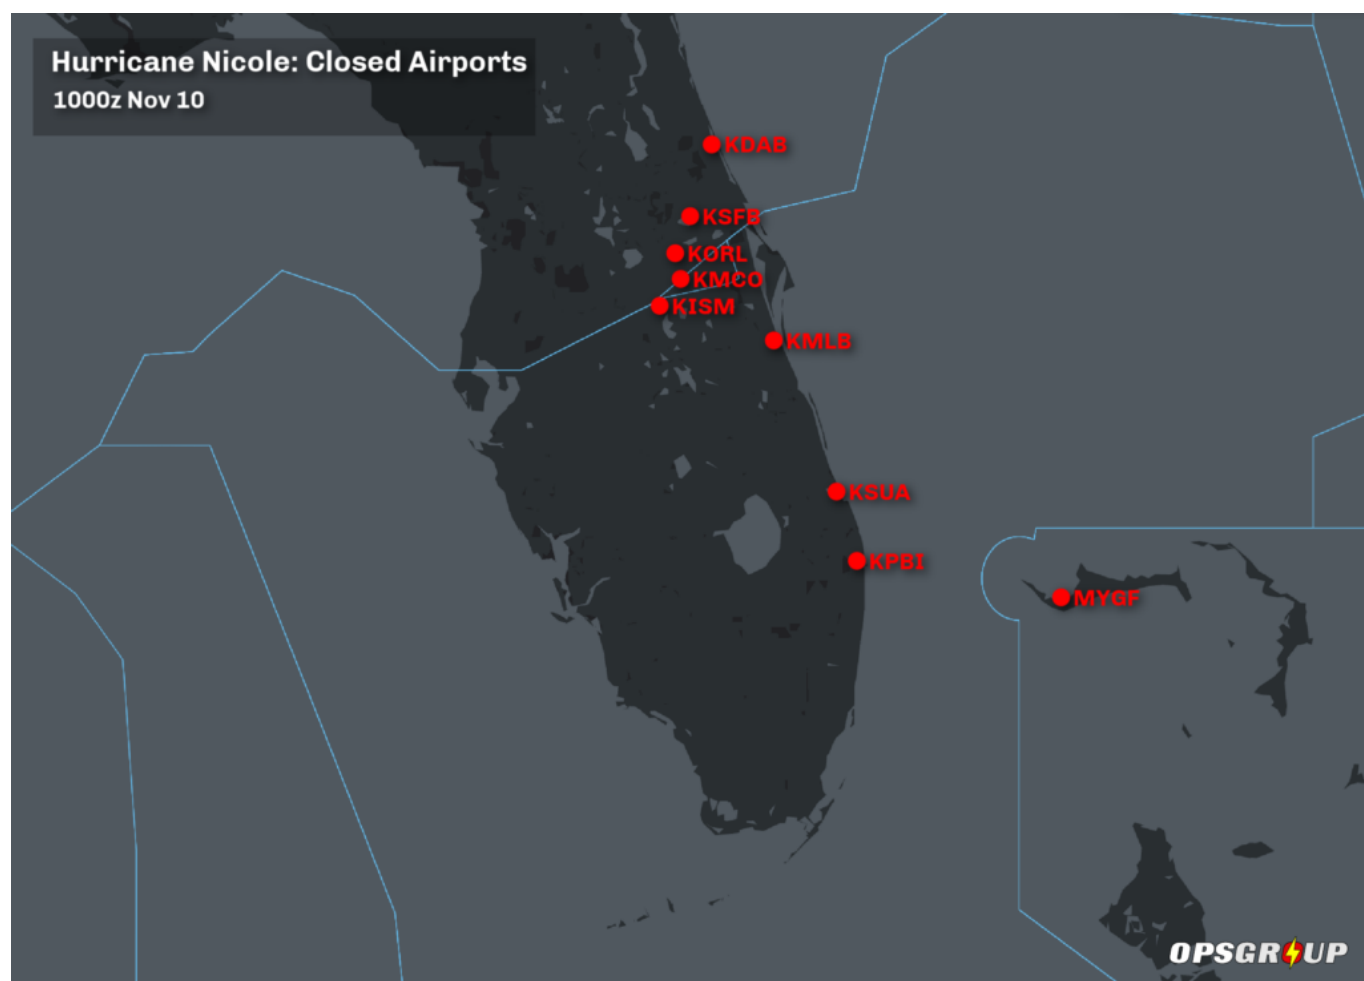 Hurricane Nicole: Closed Airports
1000z Nov 10
KDAB
KSFB
KORL
KMCO
KISM
KMLB
KSUA
KPBI
MYGF
OPSGROUP